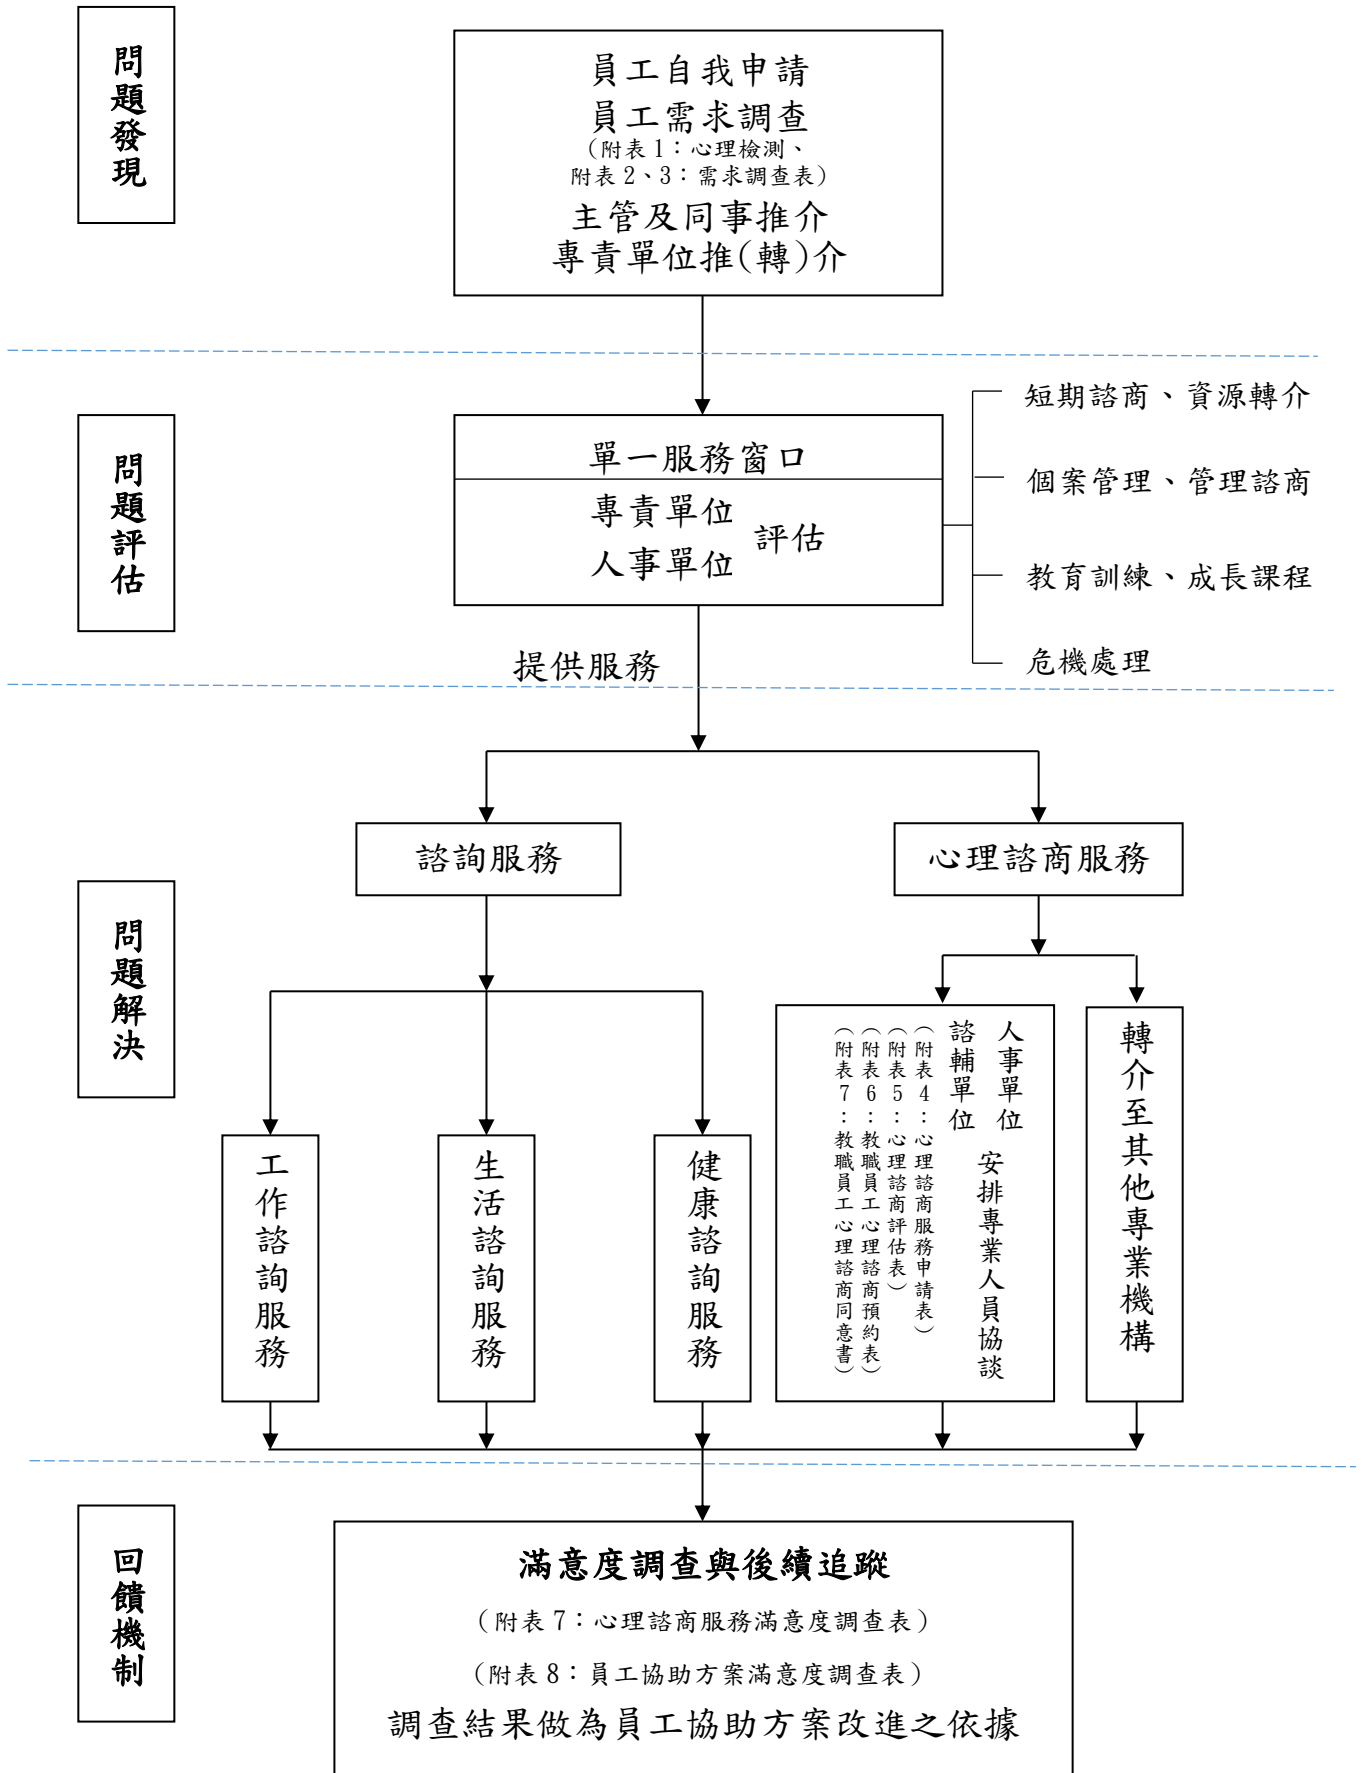 問題發現
員工自我申請
員工需求調查
(附表 1：心理檢測、
附表 2、3：需求調查表)
主管及同事推介
專責單位推(轉)介
問題評估
單一服務窗口
專責單位
人事單位
評估
短期諮商、資源轉介
個案管理、管理諮商
教育訓練、成長課程
危機處理
提供服務
問題解決
諮詢服務
心理諮商服務
工作諮詢服務
生活諮詢服務
健康諮詢服務
人事單位
諮輔單位
安排專業人員協談
(附表4：心理諮商服務申請表)
(附表5：心理諮商評估表)
(附表6：教職員工心理諮商預約表)
(附表7：教職員工心理諮商同意書)
轉介至其他專業機構
回饋機制
滿意度調查與後續追蹤
(附表 7：心理諮商服務滿意度調查表)
(附表 8：員工協助方案滿意度調查表)
調查結果做為員工協助方案改進之依據